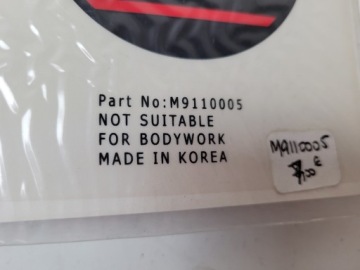 Part No:M9110005
NOT SUITABLE
FOR BODYWORK
MADE IN KOREA
M9110005